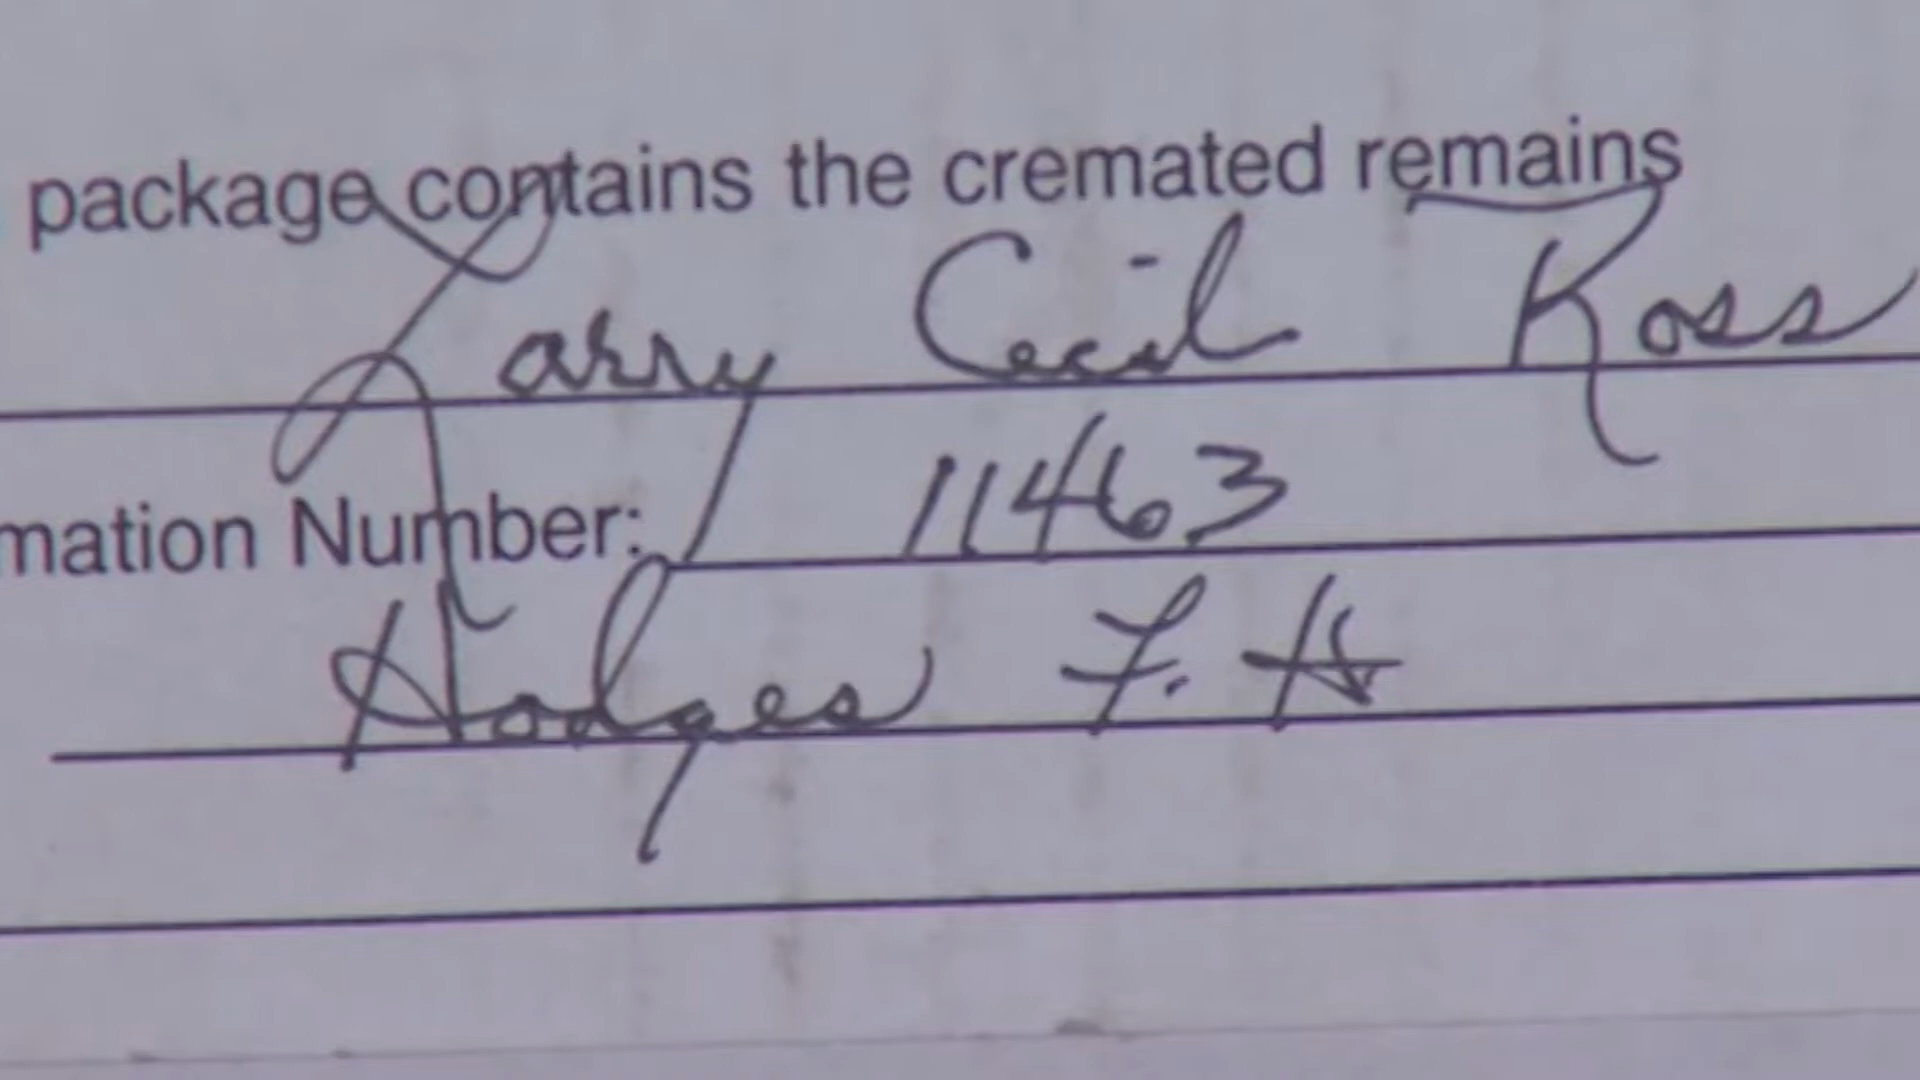 package contains the cremated remains
Larry Cecil Ross
mation Number: 11463
Hodges F. H.